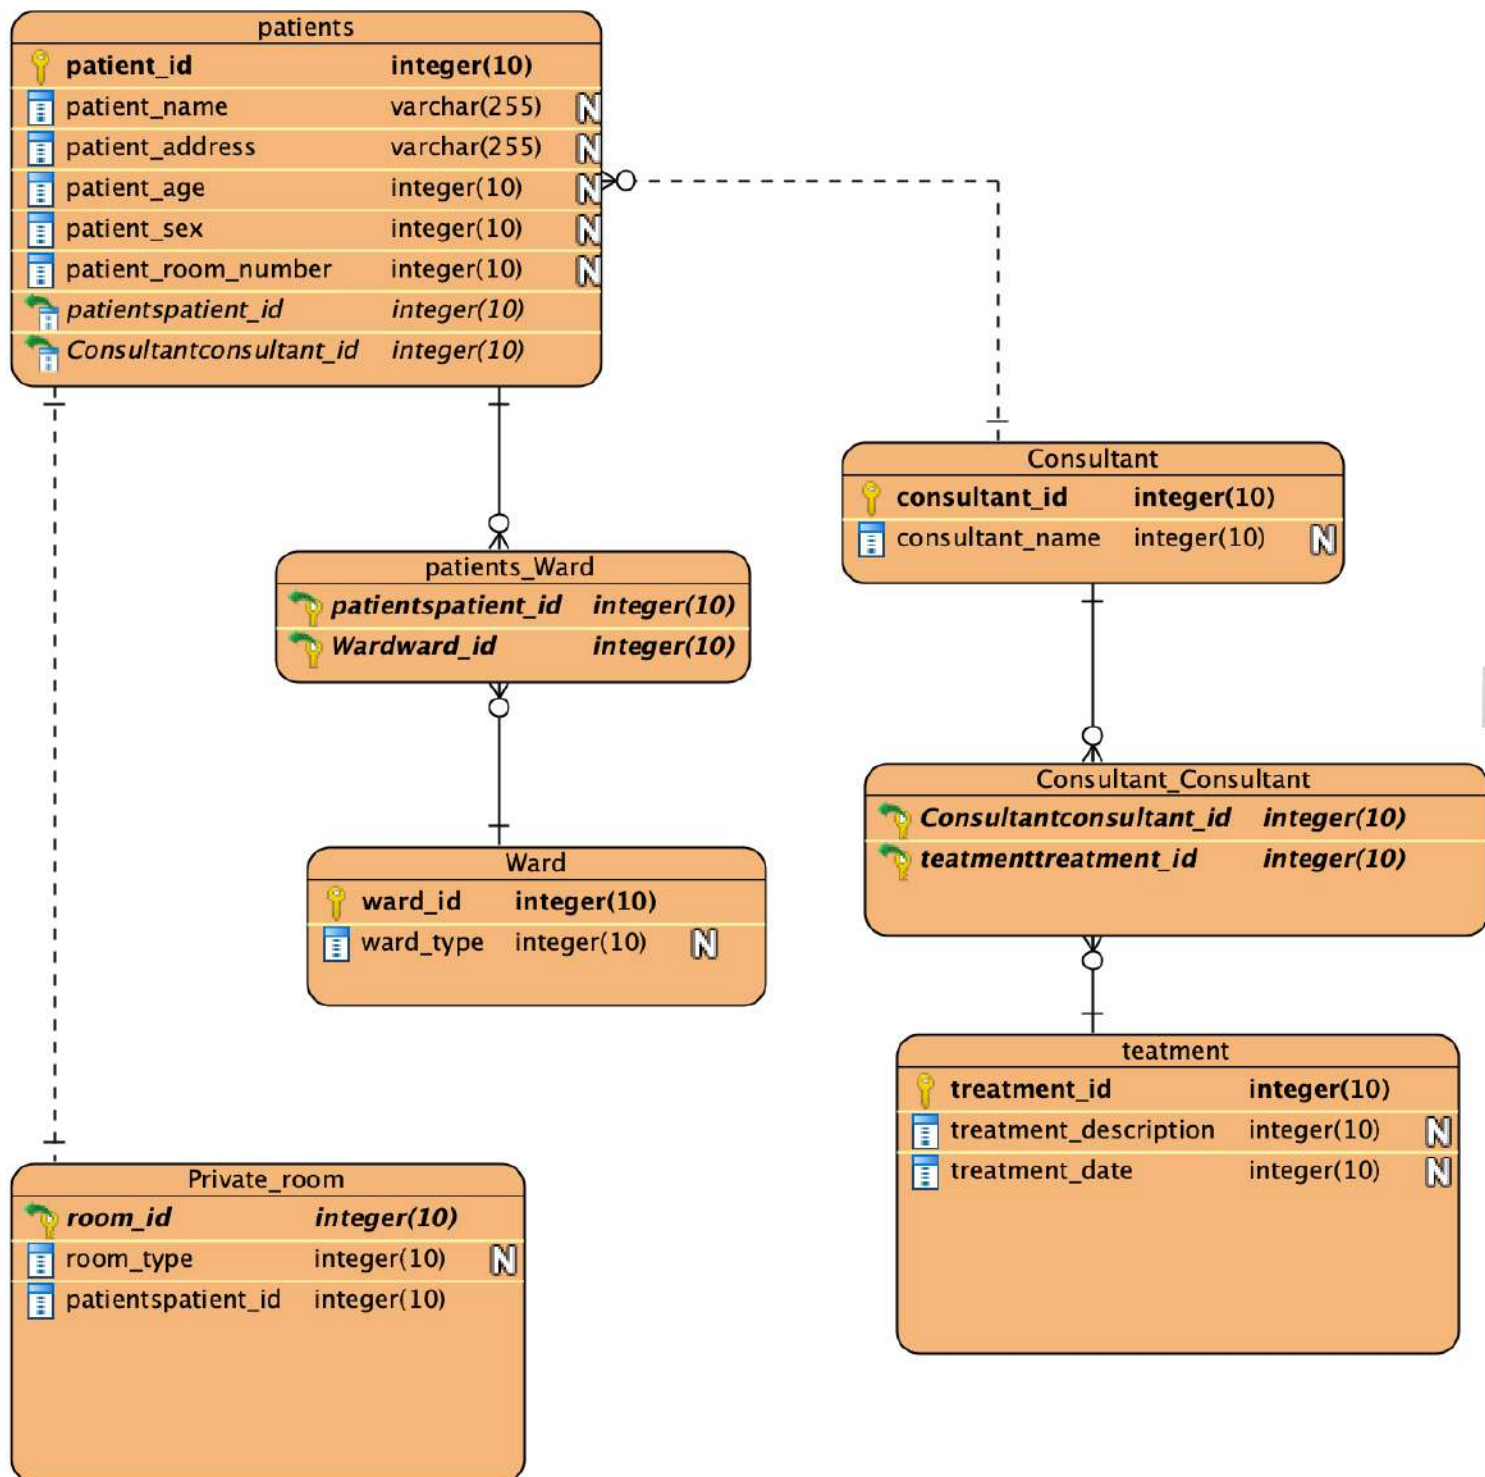 patients
patient_id integer(10)
patient_name varchar(255) N
patient_address varchar(255) N
patient_age integer(10) N
patient_sex integer(10) N
patient_room_number integer(10) N
patientspatient_id integer(10)
Consultantconsultant_id integer(10)
Consultant
consultant_id integer(10)
consultant_name integer(10) N
patients_Ward
patientspatient_id integer(10)
Wardward_id integer(10)
Consultant_Consultant
Consultantconsultant_id integer(10)
teatmenttreatment_id integer(10)
Ward
ward_id integer(10)
ward_type integer(10) N
teatment
treatment_id integer(10)
treatment_description integer(10) N
treatment_date integer(10) N
Private_room
room_id integer(10)
room_type integer(10) N
patientspatient_id integer(10)